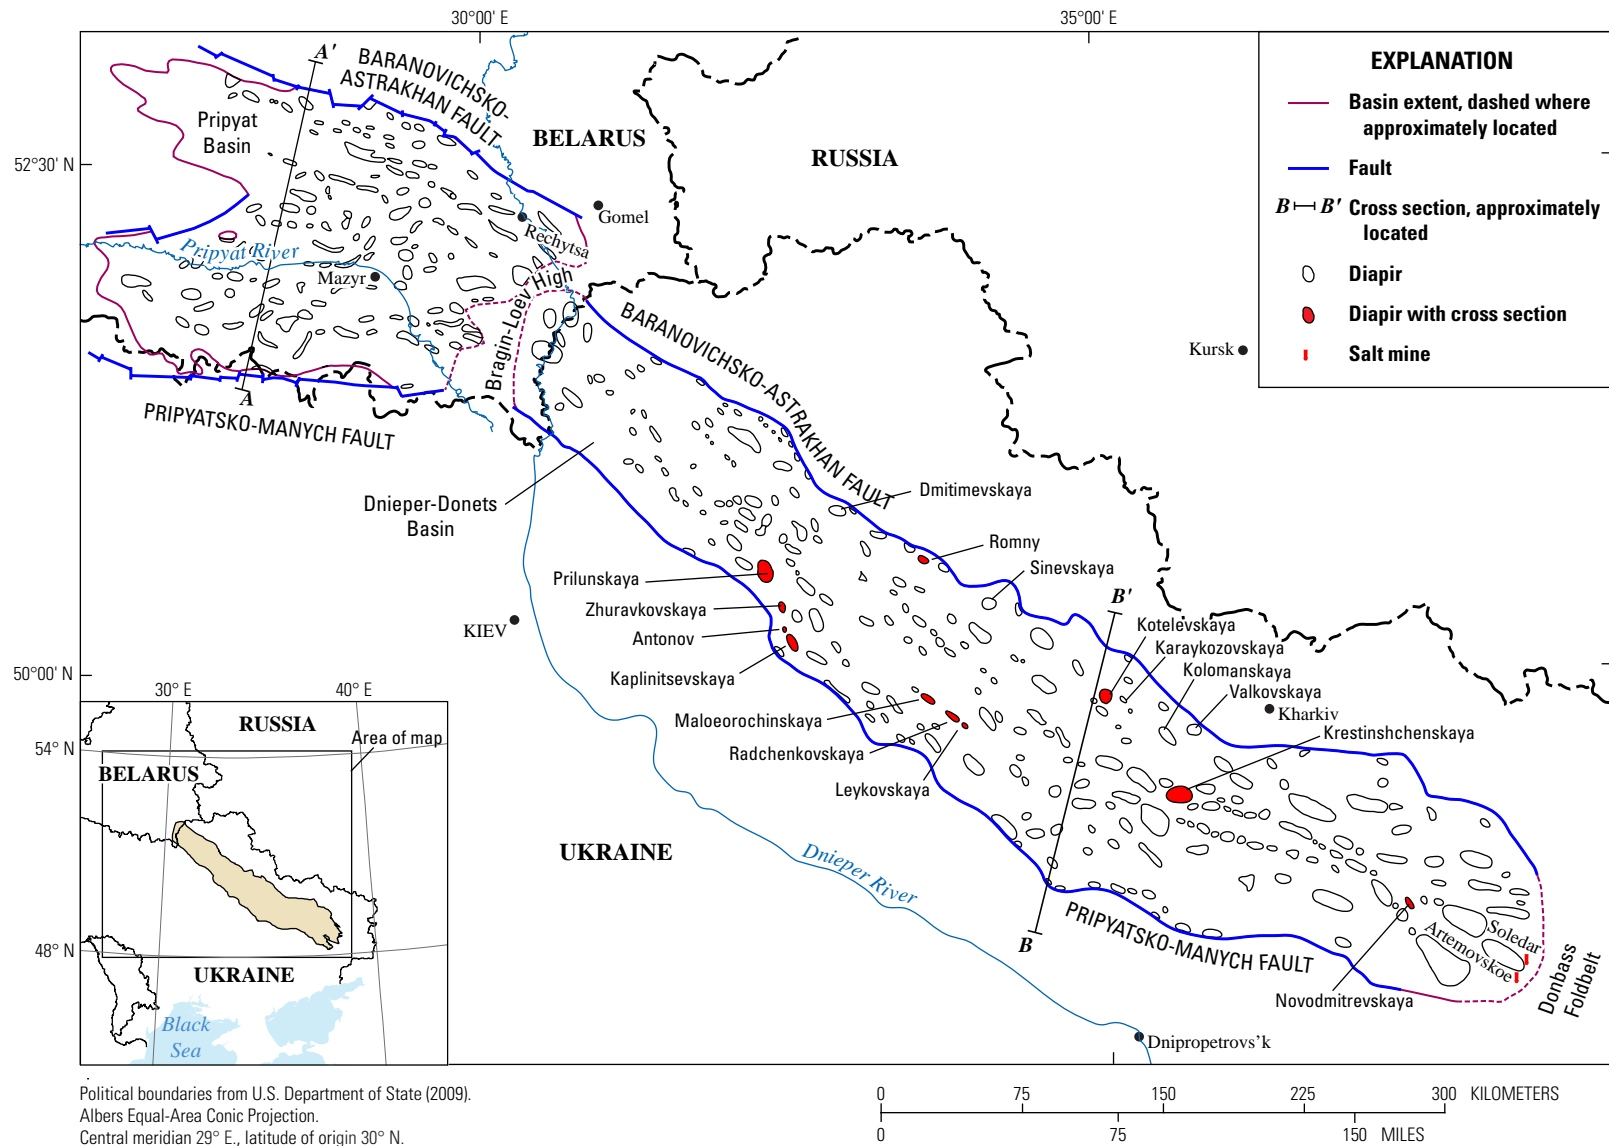 30°00' E
35°00' E
52°30' N
50°00' N
A'
BARANOVICHSKO-
ASTRAKHAN FAULT
Pripyat
Basin
BELARUS
RUSSIA
Gomel
Rechytsa
Pripyat River
Mazyr
Bragin-Loev High
A
PRIPYATSKO-MANYCH FAULT
BARANOVICHSKO-ASTRAKHAN FAULT
Kursk
EXPLANATION
Basin extent, dashed where
approximately located
Fault
B B' Cross section, approximately
located
Diapir
Diapir with cross section
Salt mine
Dnieper-Donets
Basin
Dmitimevskaya
Romny
Sinevskaya
Prilunskaya
Zhuravkovskaya
Antonov
Kaplinitsevskaya
KIEV
B'
Kotelevskaya
Karaykozovskaya
Kolomanskaya
Valkovskaya
Kharkiv
Krestinshchenskaya
Maloeorochinskaya
Radchenkovskaya
Leykovskaya
UKRAINE
Dnieper River
B
PRIPYATSKO-MANYCH FAULT
Soledar
Artemovskoe
Novodmitrevskaya
Donbass
Foldbelt
Dnipropetrovs'k
30° E
40° E
RUSSIA
Area of map
54° N
BELARUS
48° N
UKRAINE
Black
Sea
Political boundaries from U.S. Department of State (2009).
Albers Equal-Area Conic Projection.
Central meridian 29° E., latitude of origin 30° N.
0 75 150 225 300 KILOMETERS
0 75 150 MILES